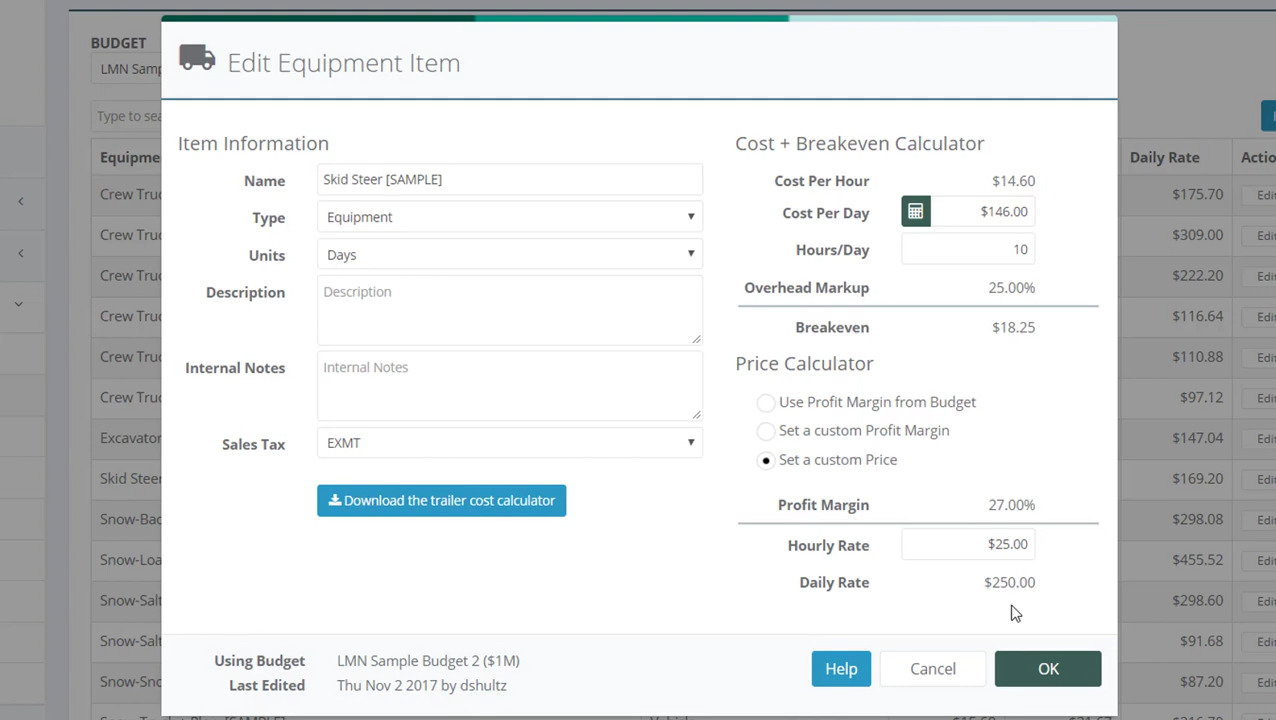 BUDGET
LMN Samp
Type to sea
Equipme
Daily Rate
Actio
Crew Truc
$175.70
Edi
Crew Truc
$309.00
Edi
Crew Truc
$222.20
Edi
Crew Truc
$116.64
Edi
Crew Truc
$110.88
Edi
Crew Truc
$97.12
Edi
Excavator
$147.04
Edi
Skid Steer
$169.20
Edi
Snow-Bac
$298.08
Edi
Snow-Loa
$455.52
Edi
Snow-Salt
$298.60
Edi
Snow-Salt
$91.68
Edi
Snow-Sno
$87.20
Edi
Edit Equipment Item
Item Information
Name
Skid Steer [SAMPLE]
Type
Equipment
Units
Days
Description
Description
Internal Notes
Internal Notes
Sales Tax
EXMT
Download the trailer cost calculator
Cost + Breakeven Calculator
Cost Per Hour
$14.60
Cost Per Day
$146.00
Hours/Day
10
Overhead Markup
25.00%
Breakeven
$18.25
Price Calculator
Use Profit Margin from Budget
Set a custom Profit Margin
Set a custom Price
Profit Margin
27.00%
Hourly Rate
$25.00
Daily Rate
$250.00
Using Budget
LMN Sample Budget 2 ($1M)
Last Edited
Thu Nov 2 2017 by dshultz
Help
Cancel
OK